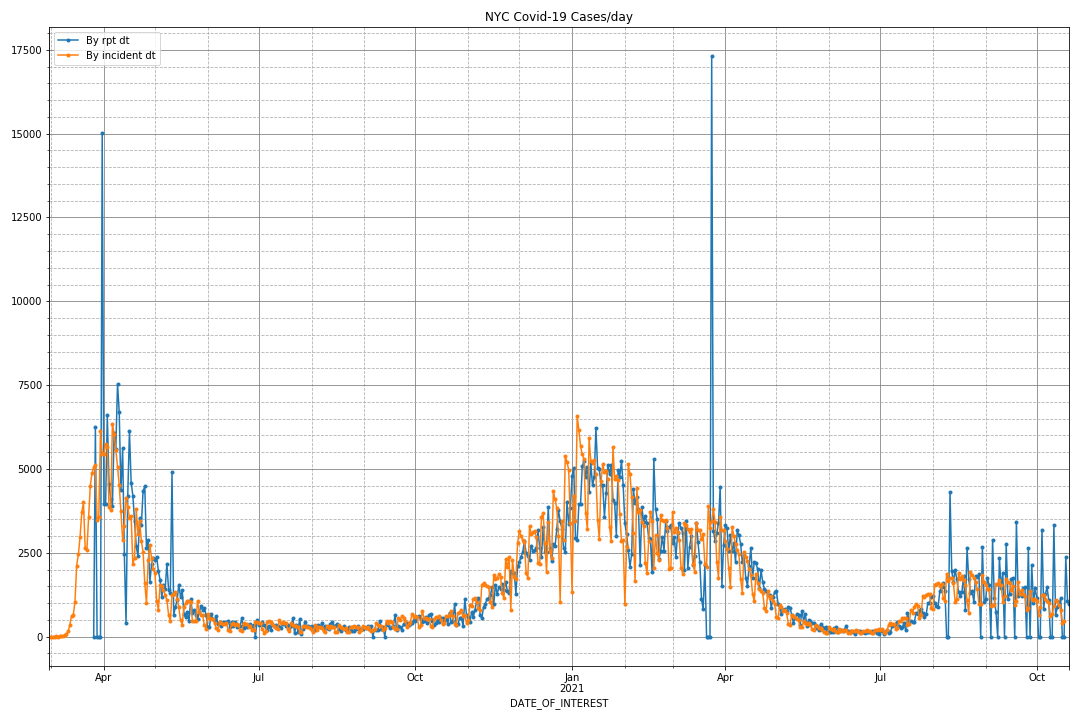 NYC Covid-19 Cases/day
By rpt dt
By incident dt
17500
15000
12500
10000
7500
5000
2500
0
Apr Jul Oct Jan Apr Jul Oct
2021
DATE_OF_INTEREST